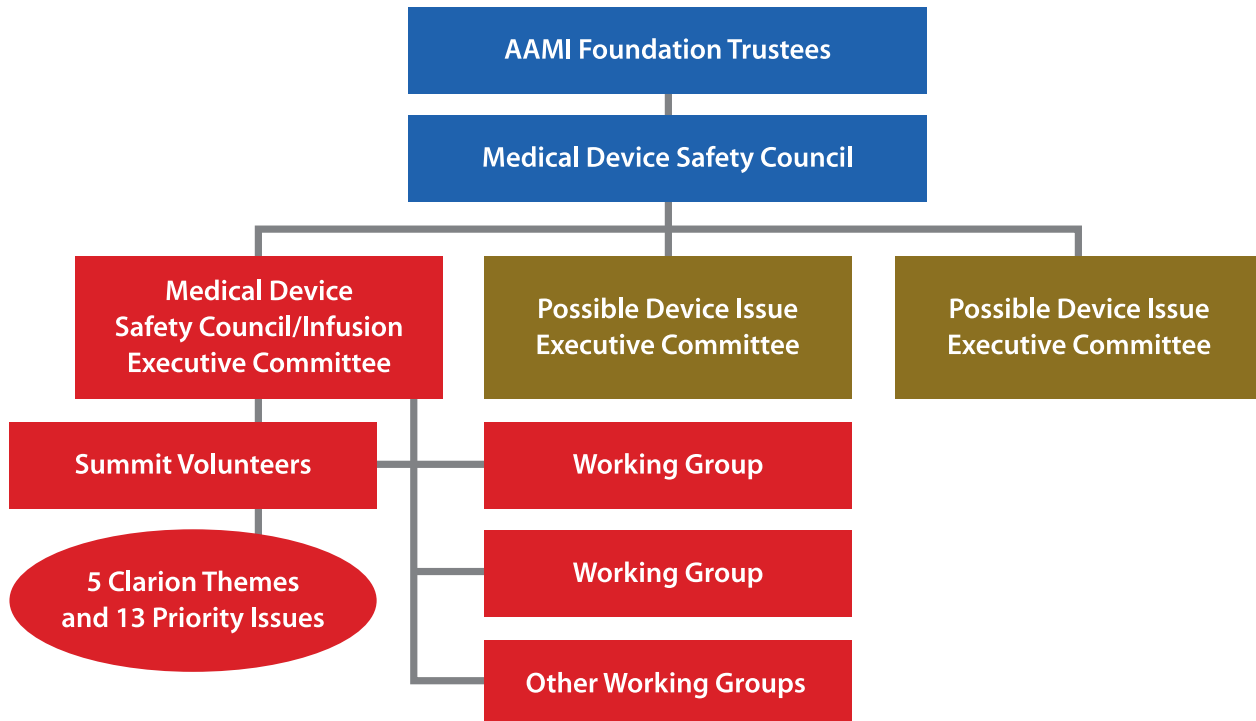 AAMI Foundation Trustees
Medical Device Safety Council
Medical Device
Safety Council/Infusion
Executive Committee
Possible Device Issue
Executive Committee
Possible Device Issue
Executive Committee
Summit Volunteers
Working Group
5 Clarion Themes
and 13 Priority Issues
Working Group
Other Working Groups